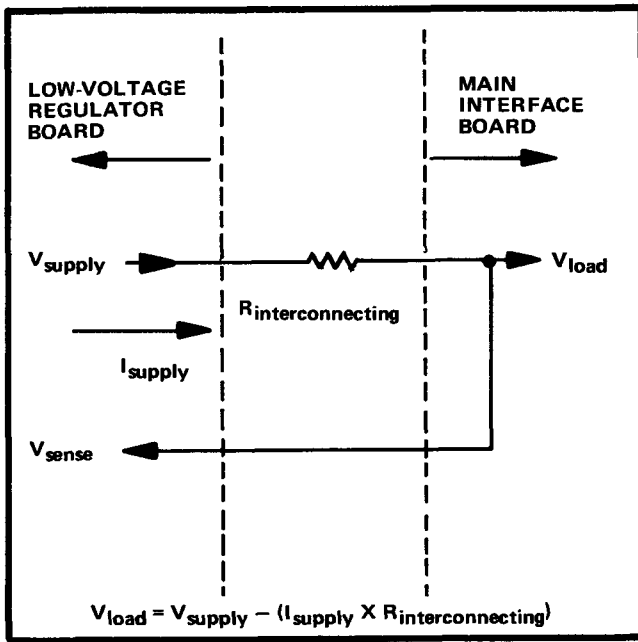 LOW-VOLTAGE
REGULATOR
BOARD
MAIN
INTERFACE
BOARD
Vsupply
Vload
Rinterconnecting
Isupply
Vsense
Vload = Vsupply – (Isupply X Rinterconnecting)